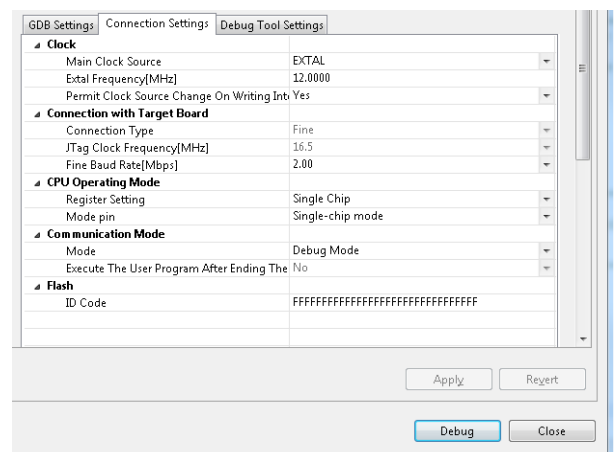 GDB Settings Connection Settings Debug Tool Settings
Clock
Main Clock Source EXTAL
Extal Frequency[MHz] 12.0000
Permit Clock Source Change On Writing Inte Yes
Connection with Target Board
Connection Type Fine
JTag Clock Frequency[MHz] 16.5
Fine Baud Rate[Mbps] 2.00
CPU Operating Mode
Register Setting Single Chip
Mode pin Single-chip mode
Communication Mode
Mode Debug Mode
Execute The User Program After Ending The No
Flash
ID Code FFFFFFFFFFFFFFFFFFFFFFFFFFFFFFFF
Apply Revert
Debug Close